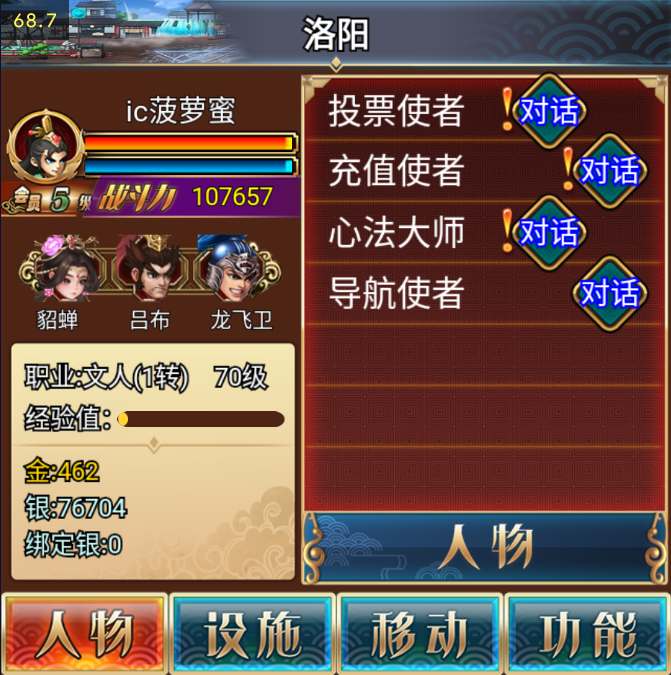 68.7
洛阳
ic菠萝蜜
会员5级
战斗力 107657
貂蝉 吕布 龙飞卫
职业:文人(1转) 70级
经验值:
金:462
银:76704
绑定银:0
投票使者 ! 对话
充值使者 ! 对话
心法大师 ! 对话
导航使者 对话
人物
人物 设施 移动 功能